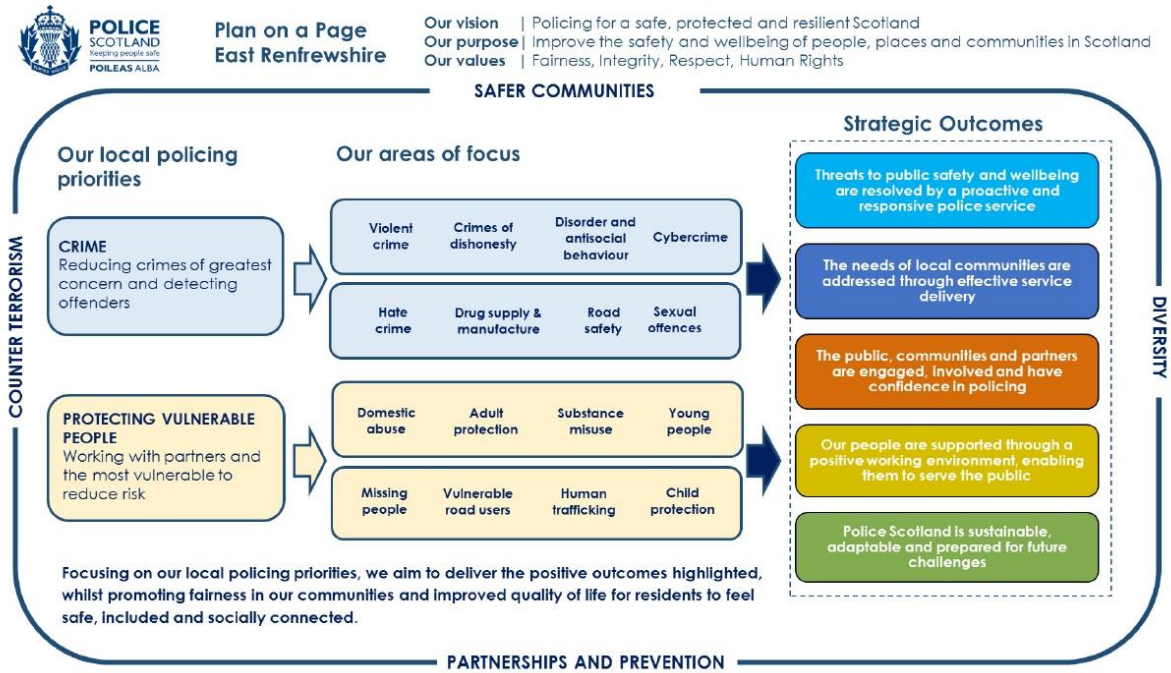 POLICE
SCOTLAND
Keeping people safe
POILEAS ALBA
Plan on a Page
East Renfrewshire
Our vision | Policing for a safe, protected and resilient Scotland
Our purpose | Improve the safety and wellbeing of people, places and communities in Scotland
Our values | Fairness, Integrity, Respect, Human Rights
SAFER COMMUNITIES
COUNTER TERRORISM
Our local policing
priorities
CRIME
Reducing crimes of greatest
concern and detecting
offenders
PROTECTING VULNERABLE
PEOPLE
Working with partners and
the most vulnerable to
reduce risk
Our areas of focus
Violent
crime
Crimes of
dishonesty
Disorder and
antisocial
behaviour
Cybercrime
Hate
crime
Drug supply &
manufacture
Road
safety
Sexual
offences
Domestic
abuse
Adult
protection
Substance
misuse
Young
people
Missing
people
Vulnerable
road users
Human
trafficking
Child
protection
Strategic Outcomes
Threats to public safety and wellbeing
are resolved by a proactive and
responsive police service
The needs of local communities are
addressed through effective service
delivery
The public, communities and partners
are engaged, involved and have
confidence in policing
Our people are supported through a
positive working environment, enabling
them to serve the public
Police Scotland is sustainable,
adaptable and prepared for future
challenges
DIVERSITY
Focusing on our local policing priorities, we aim to deliver the positive outcomes highlighted,
whilst promoting fairness in our communities and improved quality of life for residents to feel
safe, included and socially connected.
PARTNERSHIPS AND PREVENTION